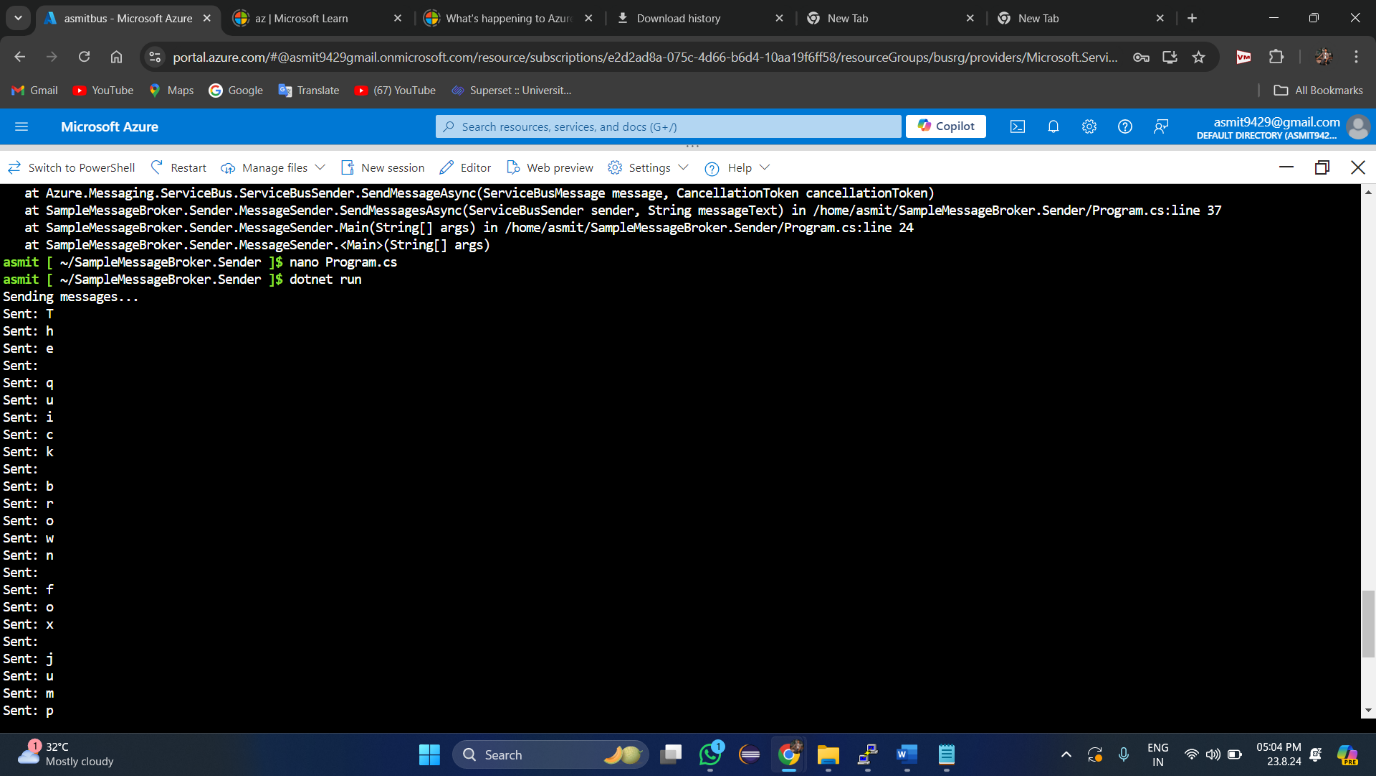 asmitbus - Microsoft Azure
az | Microsoft Learn
What's happening to Azu
Download history
New Tab
New Tab
portal.azure.com/#@asmit9429gmail.onmicrosoft.com/resource/subscriptions/e2d2ad8a-075c-4d66-b6d4-10aa19f6ff58/resourceGroups/busrg/providers/Microsoft.Servi...
Gmail
YouTube
Maps
Google
Translate
(67) YouTube
Superset :: Universit...
All Bookmarks
Microsoft Azure
Search resources, services, and docs (G+/)
Copilot
asmit9429@gmail.com
DEFAULT DIRECTORY (ASMIT942...
Switch to PowerShell
Restart
Manage files
New session
Editor
Web preview
Settings
Help
at Azure.Messaging.ServiceBus.ServiceBusSender.SendMessageAsync(ServiceBusMessage message, CancellationToken cancellationToken)
at SampleMessageBroker.Sender.MessageSender.SendMessagesAsync(ServiceBusSender sender, String messageText) in /home/asmit/SampleMessageBroker.Sender/Program.cs:line 37
at SampleMessageBroker.Sender.MessageSender.Main(String[] args) in /home/asmit/SampleMessageBroker.Sender/Program.cs:line 24
at SampleMessageBroker.Sender.MessageSender.<Main>(String[] args)
asmit [ ~/SampleMessageBroker.Sender ]$ nano Program.cs
asmit [ ~/SampleMessageBroker.Sender ]$ dotnet run
Sending messages...
Sent: T
Sent: h
Sent: e
Sent:
Sent: q
Sent: u
Sent: i
Sent: c
Sent: k
Sent:
Sent: b
Sent: r
Sent: o
Sent: w
Sent: n
Sent:
Sent: f
Sent: o
Sent: x
Sent:
Sent: j
Sent: u
Sent: m
Sent: p
1
32°C
Mostly cloudy
Search
1
ENG
IN
05:04 PM
23.8.24
PRE